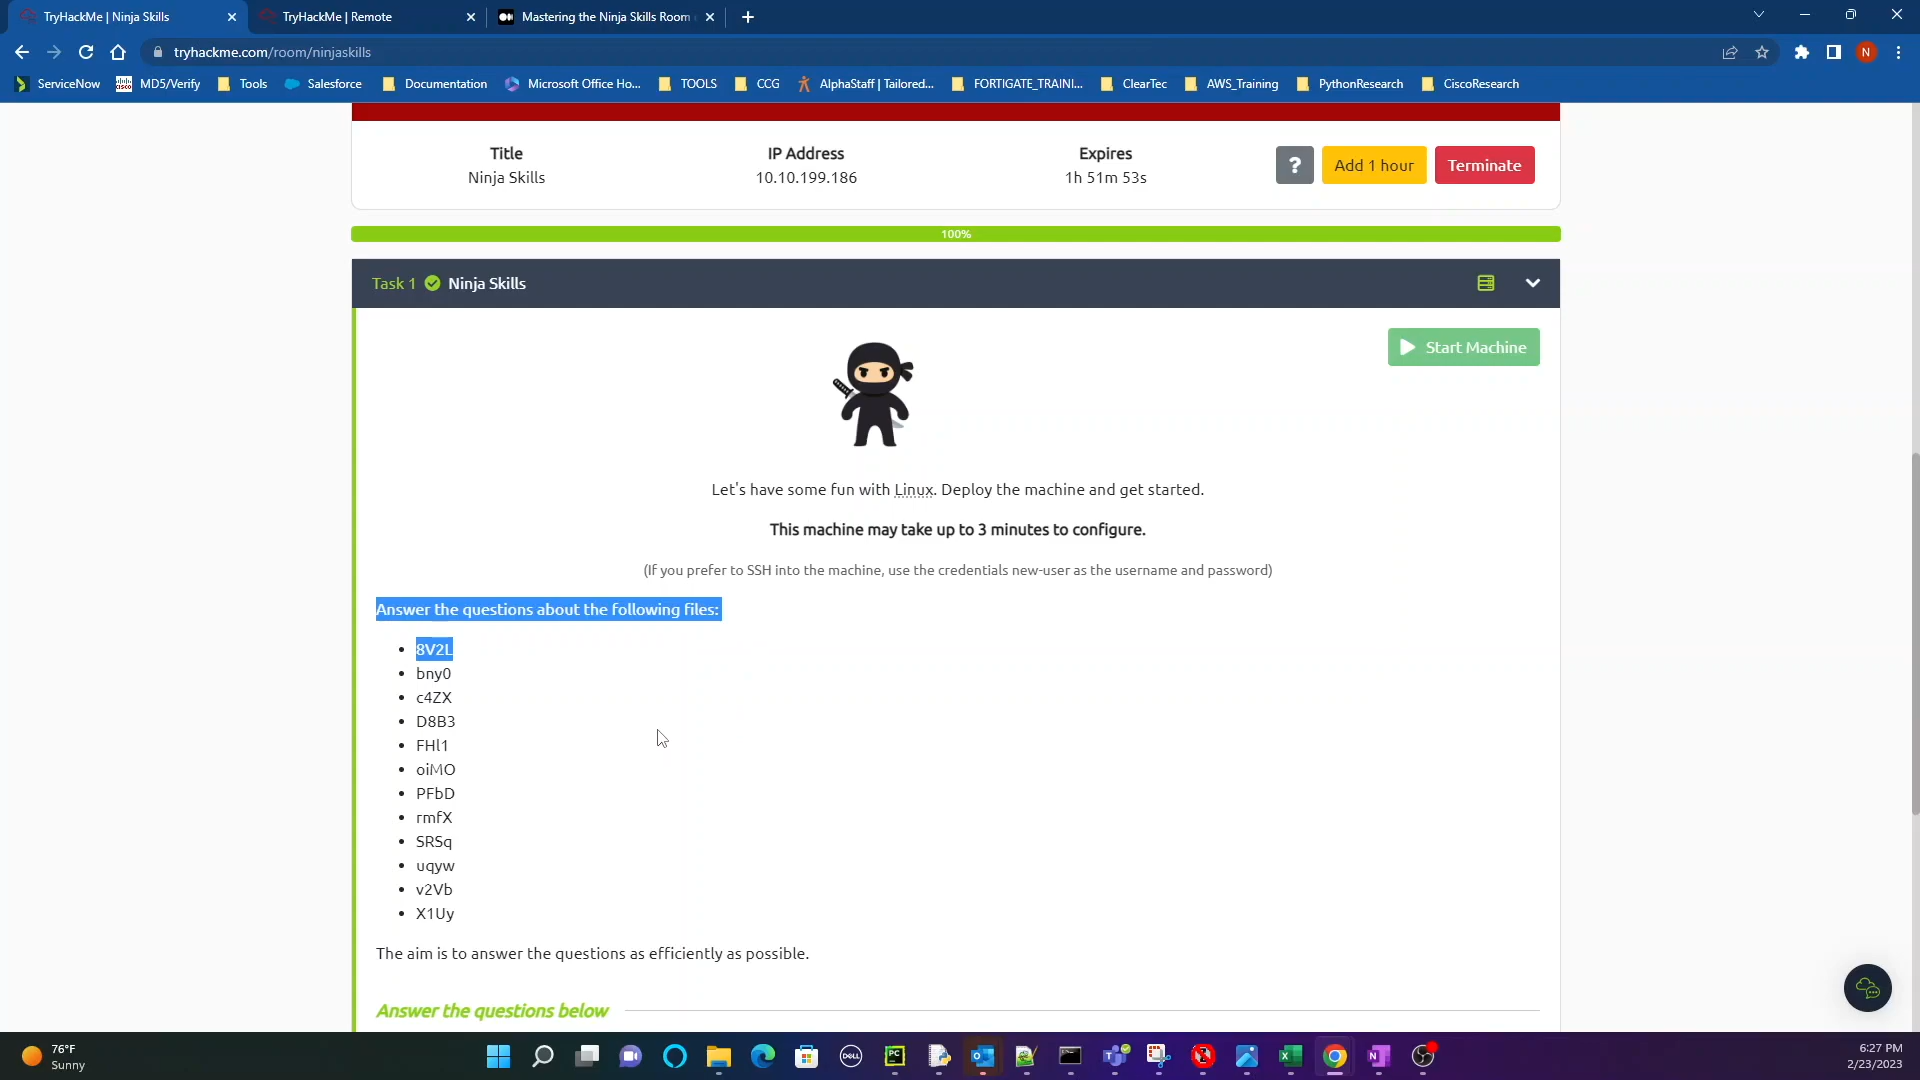 TryHackMe | Ninja Skills
TryHackMe | Remote
Mastering the Ninja Skills Room
tryhackme.com/room/ninjaskills
N
ServiceNow
MD5/Verify
Tools
Salesforce
Documentation
Microsoft Office Ho...
TOOLS
CCG
AlphaStaff | Tailored...
FORTIGATE_TRAINI...
ClearTec
AWS_Training
PythonResearch
CiscoResearch
Title
IP Address
Expires
Ninja Skills
10.10.199.186
1h 51m 53s
?
Add 1 hour
Terminate
100%
Task 1
Ninja Skills
Start Machine
Let's have some fun with Linux. Deploy the machine and get started.
This machine may take up to 3 minutes to configure.
(If you prefer to SSH into the machine, use the credentials new-user as the username and password)
Answer the questions about the following files:
8V2L
bny0
c4ZX
D8B3
FHl1
oiMO
PFbD
rmfX
SRSq
uqyw
v2Vb
X1Uy
The aim is to answer the questions as efficiently as possible.
Answer the questions below
76°F
Sunny
6:27 PM
2/23/2023